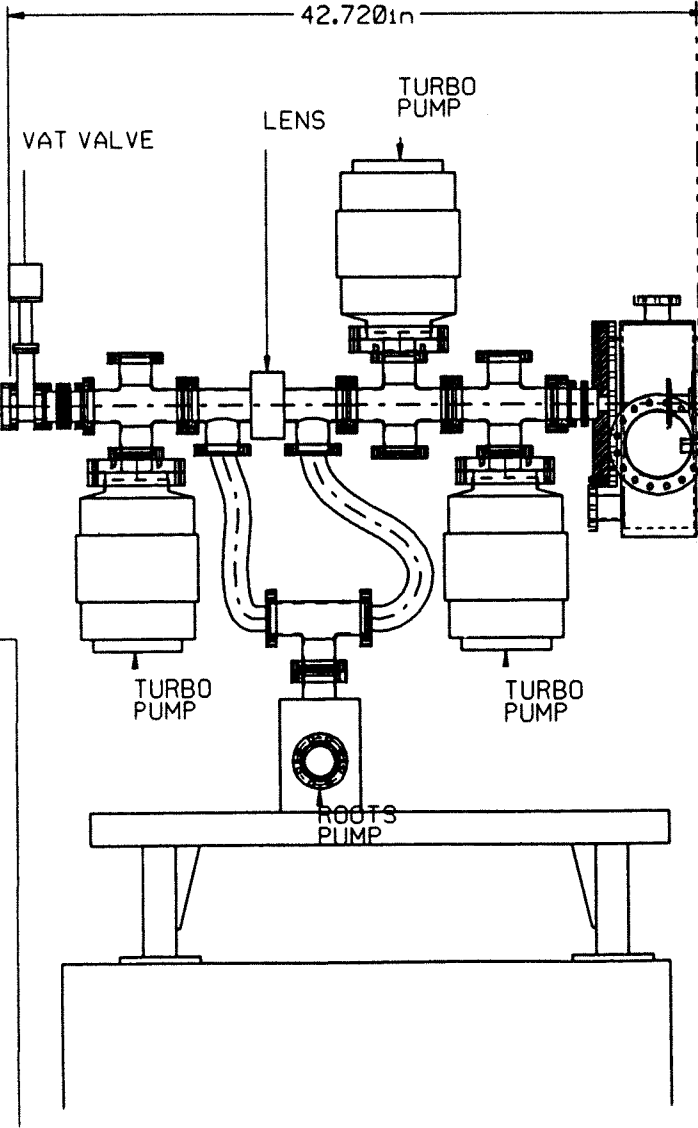 42.720in
TURBO
PUMP
LENS
VAT VALVE
TURBO
PUMP
TURBO
PUMP
ROOTS
PUMP